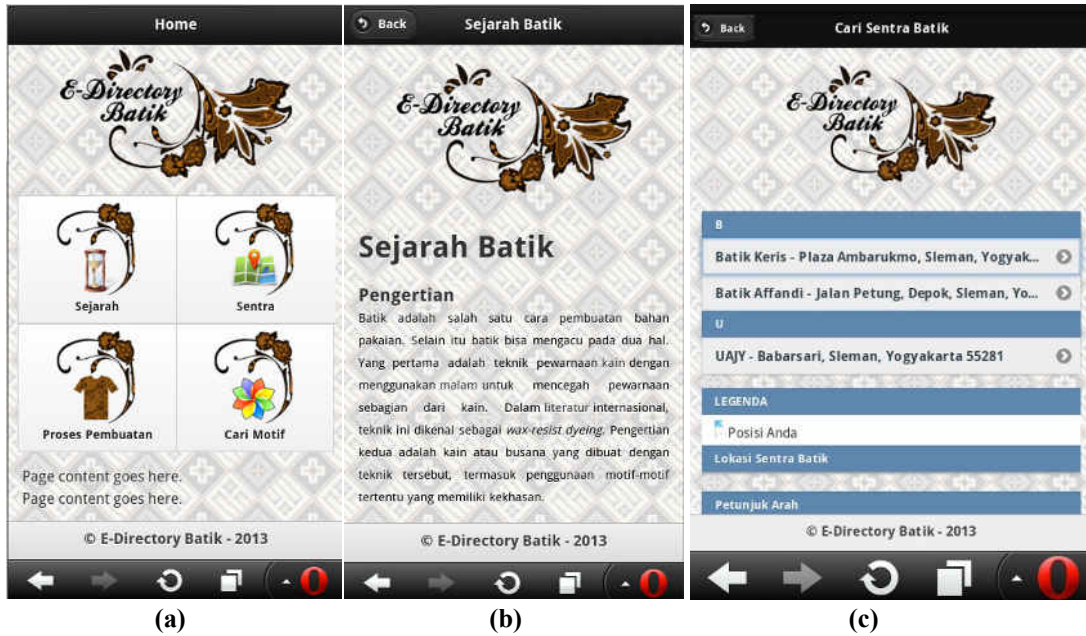 Home
E-Directory
Batik
Sejarah
Sentra
Proses Pembuatan
Cari Motif
Page content goes here.
Page content goes here.
© E-Directory Batik - 2013
(a)
Back
Sejarah Batik
E-Directory
Batik
Sejarah Batik
Pengertian
Batik adalah salah satu cara pembuatan bahan
pakaian. Selain itu batik bisa mengacu pada dua hal.
Yang pertama adalah teknik pewarnaan kain dengan
menggunakan malam untuk mencegah pewarnaan
sebagian dari kain. Dalam literatur internasional,
teknik ini dikenal sebagai wax-resist dyeing. Pengertian
kedua adalah kain atau busana yang dibuat dengan
teknik tersebut, termasuk penggunaan motif-motif
tertentu yang memiliki kekhasan.
© E-Directory Batik - 2013
(b)
Back
Cari Sentra Batik
E-Directory
Batik
B
Batik Keris - Plaza Ambarukmo, Sleman, Yogyak...
Batik Affandi - Jalan Petung, Depok, Sleman, Yo...
U
UAJY - Babarsari, Sleman, Yogyakarta 55281
LEGENDA
Posisi Anda
Lokasi Sentra Batik
Petunjuk Arah
© E-Directory Batik - 2013
(c)